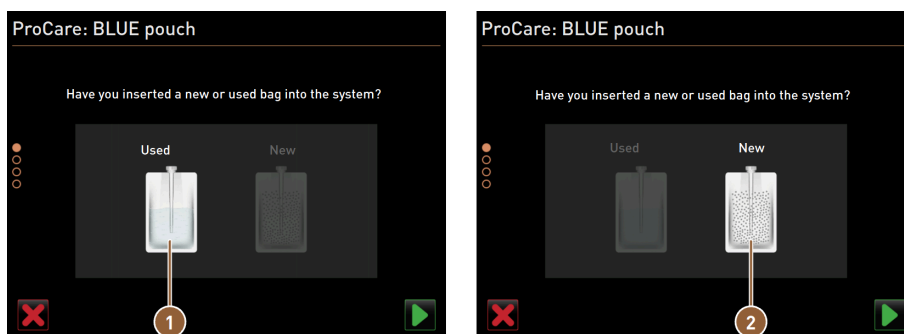 ProCare: BLUE pouch
Have you inserted a new or used bag into the system?
Used New
1
ProCare: BLUE pouch
Have you inserted a new or used bag into the system?
Used New
2